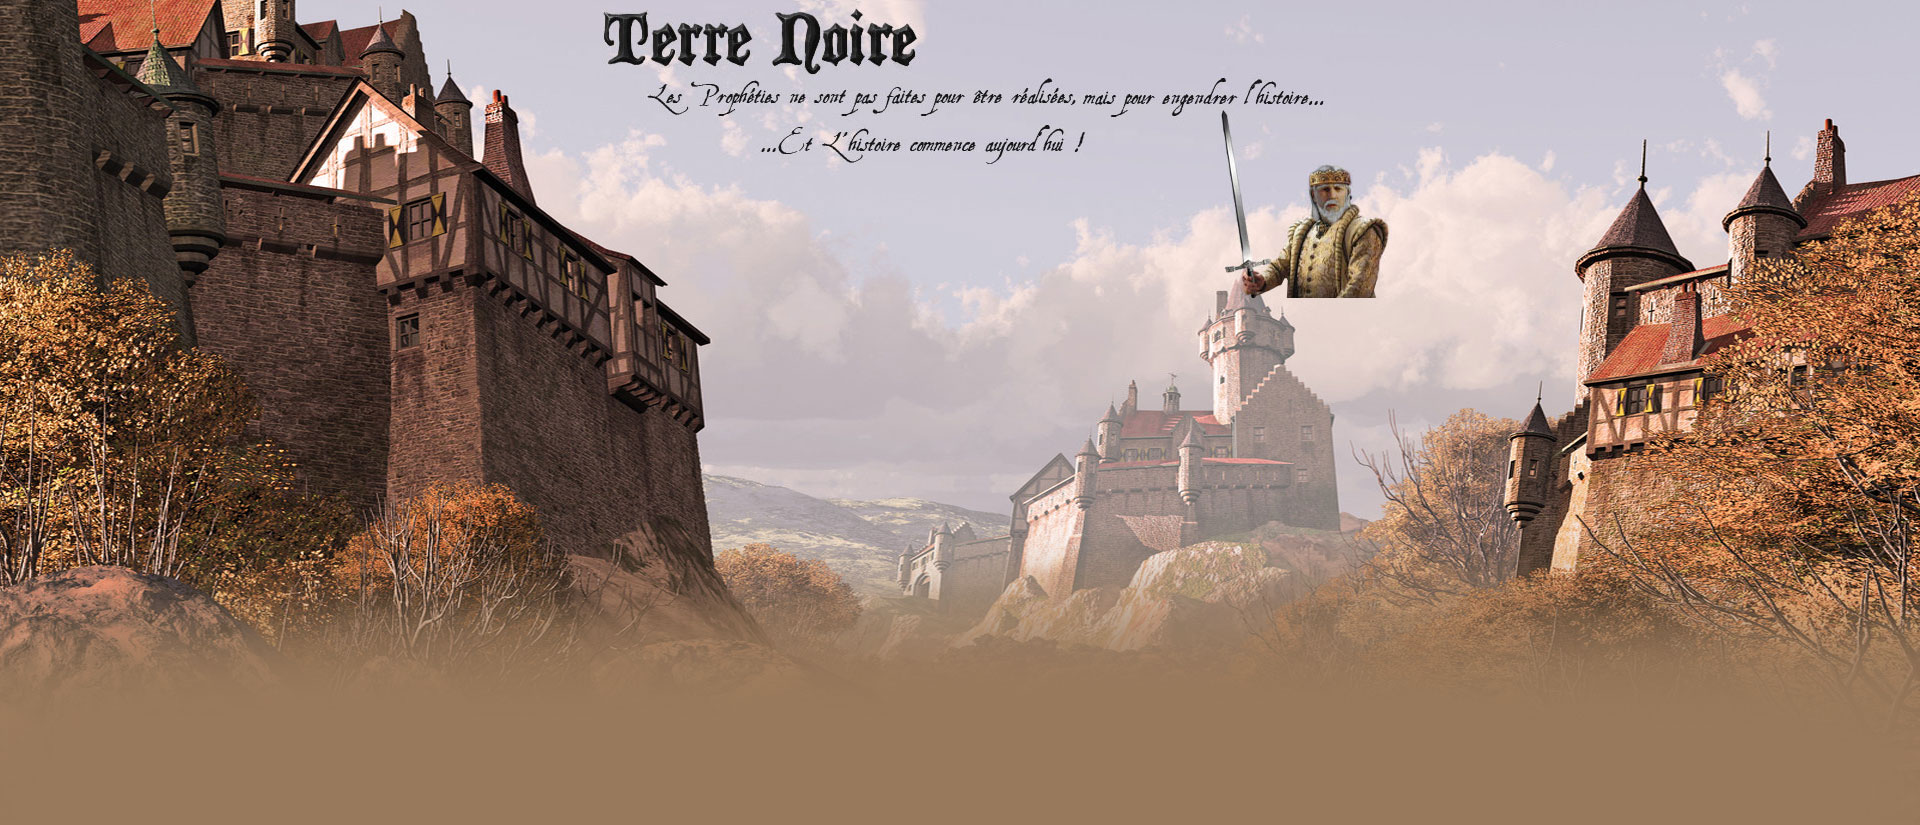 Terre Noire
Les Prophéties ne sont pas faites pour être réalisées, mais pour engendrer l'histoire...
...Et L'histoire commence aujourd'hui !